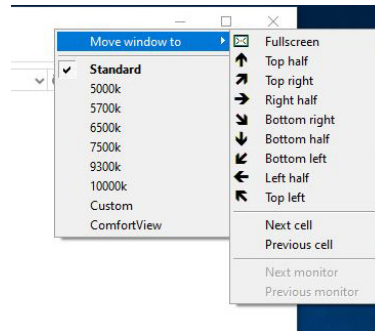 Move window to
Standard
5000k
5700k
6500k
7500k
9300k
10000k
Custom
ComfortView
Fullscreen
Top half
Top right
Right half
Bottom right
Bottom half
Bottom left
Left half
Top left
Next cell
Previous cell
Next monitor
Previous monitor